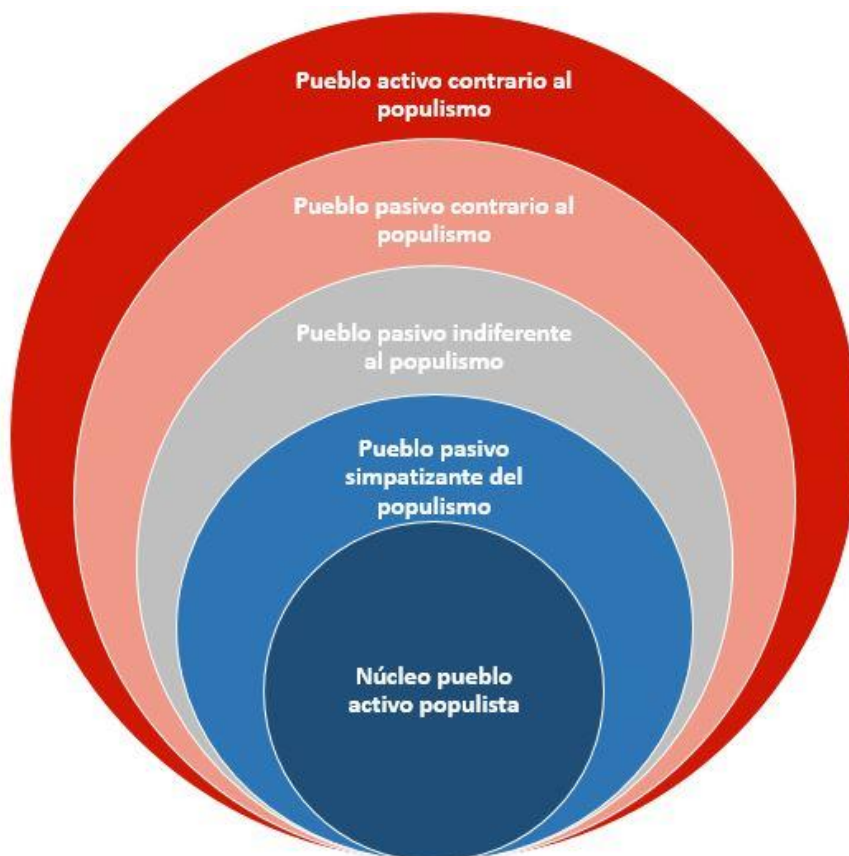 Pueblo activo contrario al
populismo
Pueblo pasivo contrario al
populismo
Pueblo pasivo indiferente
al populismo
Pueblo pasivo
simpatizante del
populismo
Núcleo pueblo
activo populista